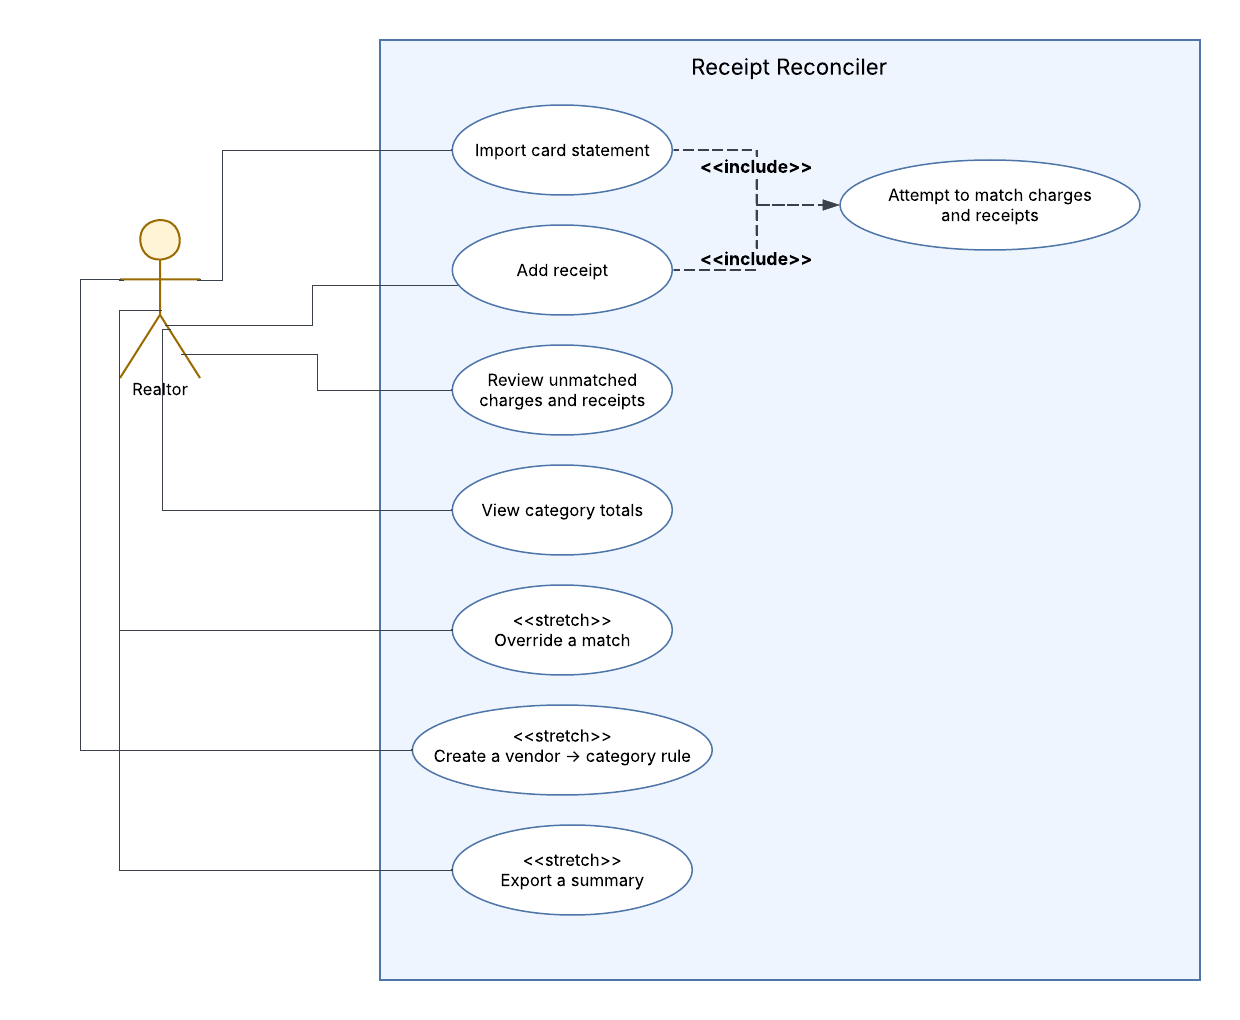 Receipt Reconciler
Import card statement
<<include>>
Attempt to match charges
and receipts
Add receipt
<<include>>
Realtor
Review unmatched
charges and receipts
View category totals
<<stretch>>
Override a match
<<stretch>>
Create a vendor → category rule
<<stretch>>
Export a summary